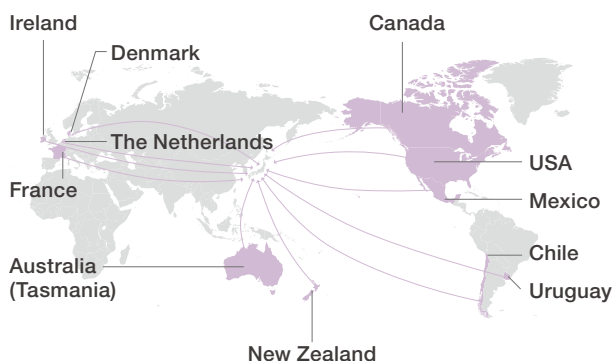 Ireland
Canada
Denmark
The Netherlands
France
USA
Mexico
Chile
Australia
(Tasmania)
Uruguay
New Zealand